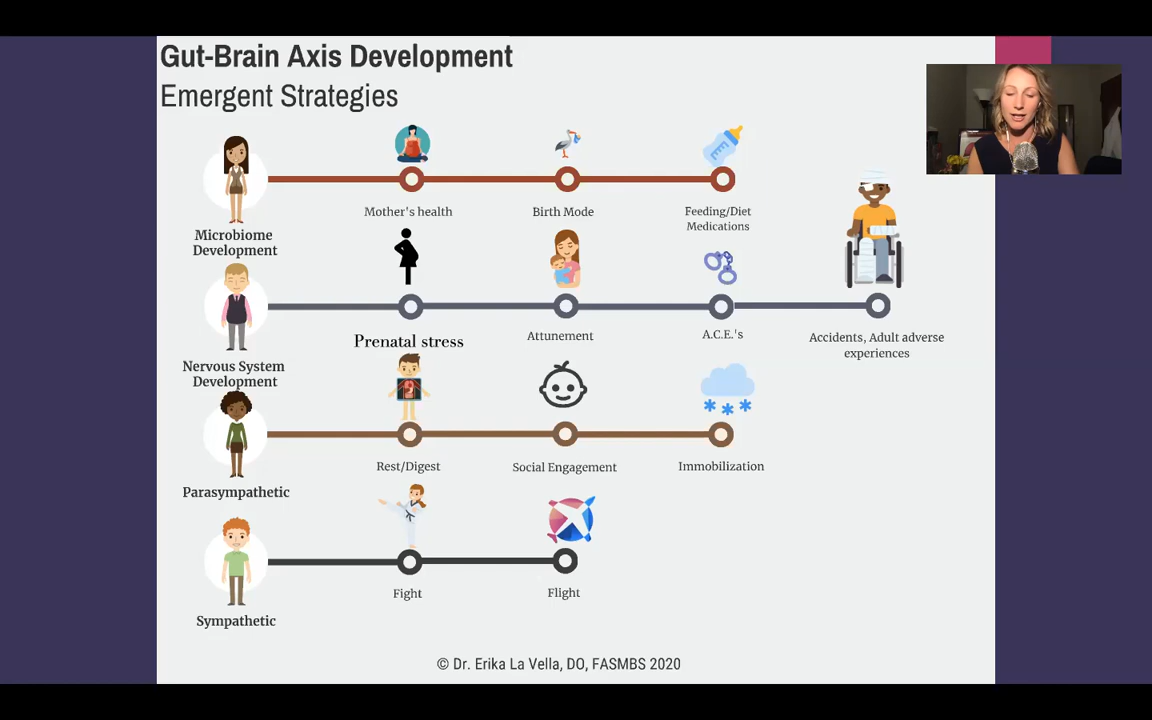 Gut-Brain Axis Development
Emergent Strategies
Microbiome
Development
Mother's health
Birth Mode
Feeding/Diet
Medications
Nervous System
Development
Prenatal stress
Attunement
A.C.E.'s
Accidents, Adult adverse
experiences
Parasympathetic
Rest/Digest
Social Engagement
Immobilization
Sympathetic
Fight
Flight
© Dr. Erika La Vella, DO, FASMBS 2020